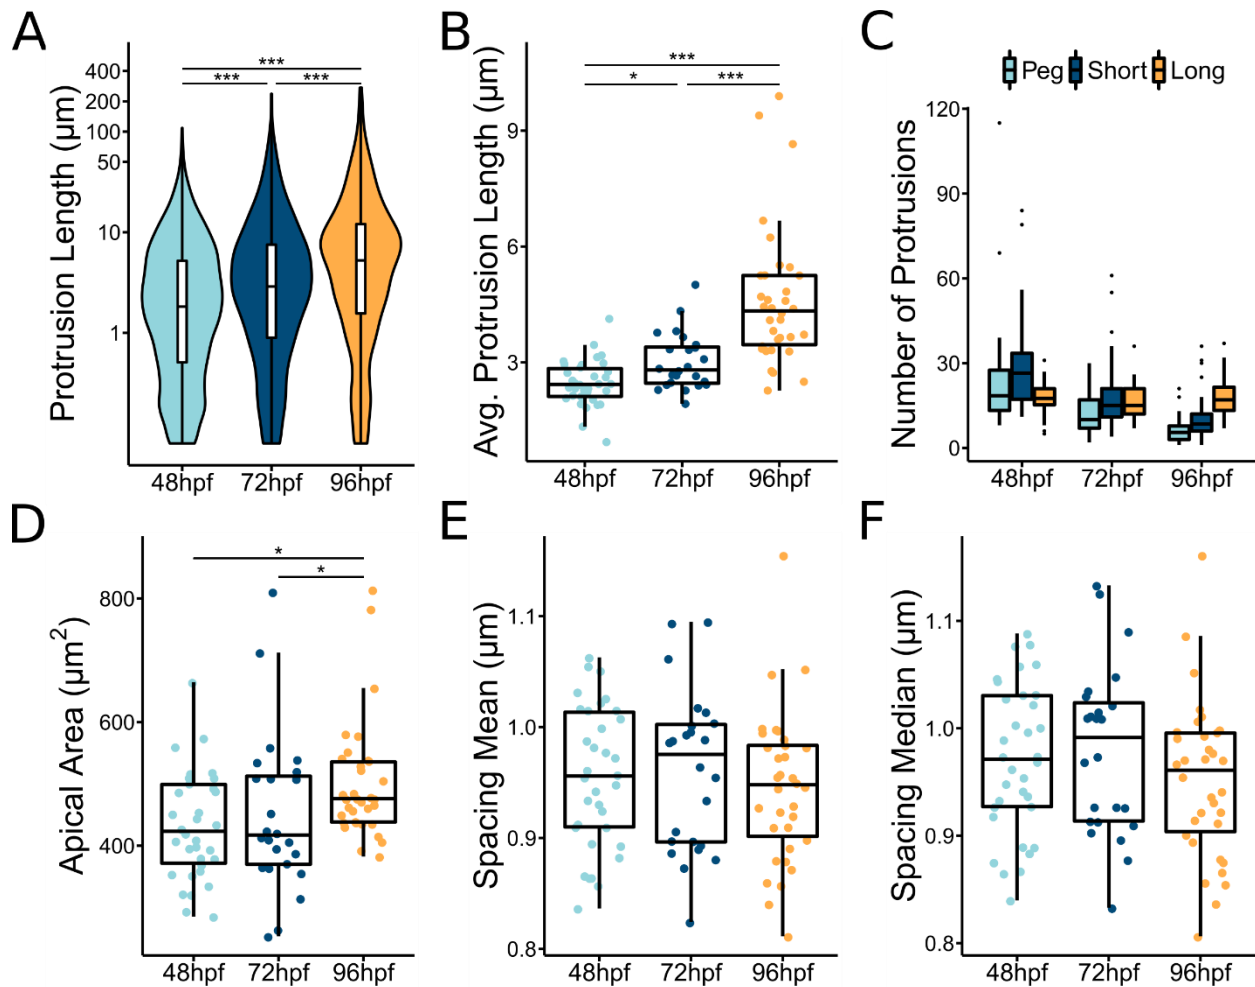 A
Protrusion Length (μm)
400
200
100
50
10
1
***
***
***
48hpf
72hpf
96hpf
B
Avg. Protrusion Length (μm)
9
6
3
***
*
***
48hpf
72hpf
96hpf
C
Peg Short Long
Number of Protrusions
120
90
60
30
0
48hpf
72hpf
96hpf
D
Apical Area (μm²)
800
600
400
*
*
48hpf
72hpf
96hpf
E
Spacing Mean (μm)
1.1
1.0
0.9
0.8
48hpf
72hpf
96hpf
F
Spacing Median (μm)
1.1
1.0
0.9
0.8
48hpf
72hpf
96hpf